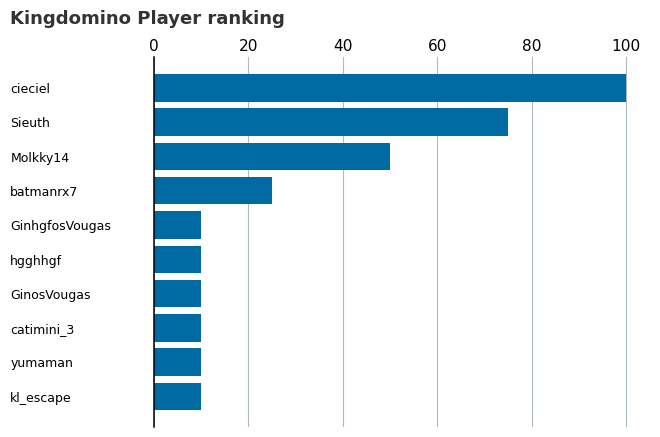 Kingdomino Player ranking
0 20 40 60 80 100
cieciel
Sieuth
Molkky14
batmanrx7
GinhgfosVougas
hgghhgf
GinosVougas
catimini_3
yumaman
kl_escape